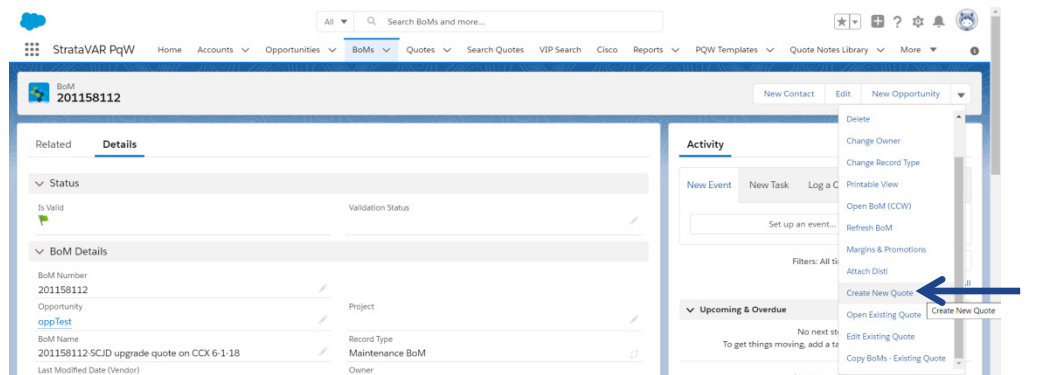 All Search BoMs and more...
StrataVAR PqW Home Accounts Opportunities BoMs Quotes Search Quotes VIP Search Cisco Reports PQW Templates Quote Notes Library More
BoM
201158112
New Contact Edit New Opportunity
Delete
Change Owner
Change Record Type
Printable View
Open BoM (CCW)
Refresh BoM
Margins & Promotions
Attach Disti
Create New Quote
Open Existing Quote
Edit Existing Quote
Copy BoMs - Existing Quote
Create New Quote
Related Details
Status
Is Valid Validation Status
BoM Details
BoM Number
201158112
Opportunity Project
oppTest
BoM Name Record Type
201158112-SCJD upgrade quote on CCX 6-1-18 Maintenance BoM
Last Modified Date (Vendor) Owner
Activity
New Event New Task Log a C
Set up an event...
Filters: All ti
Upcoming & Overdue
No next st
To get things moving, add a ta